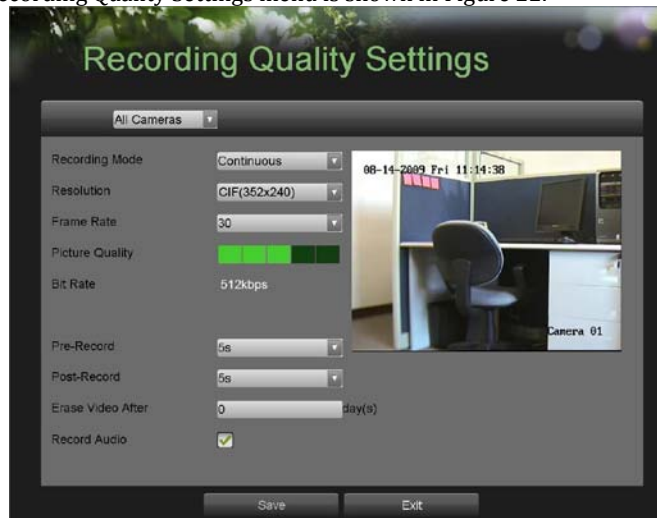 Recording Quality Settings
All Cameras
Recording Mode Continuous
Resolution CIF(352x240)
Frame Rate 30
Picture Quality
Bit Rate 512kbps
Pre-Record 5s
Post-Record 5s
Erase Video After 0 day(s)
Record Audio
08-14-2009 Fri 11:14:38
Camera 01
Save Exit